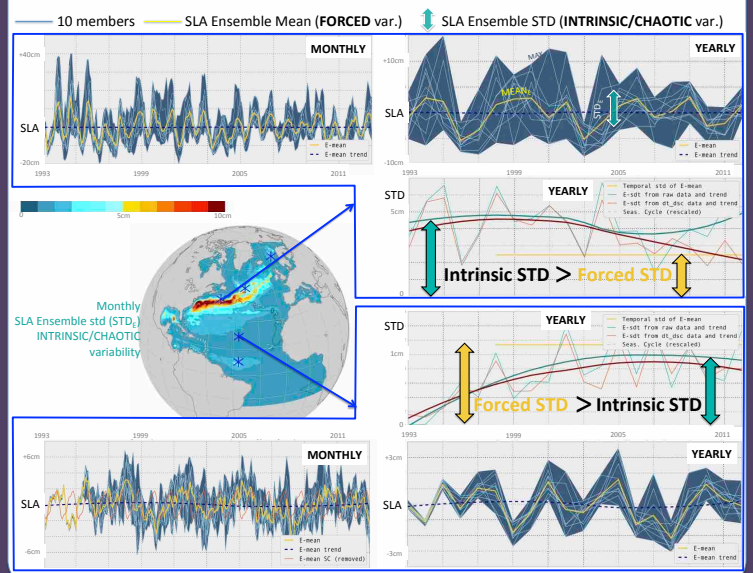 10 members SLA Ensemble Mean (FORCED var.) SLA Ensemble STD (INTRINSIC/CHAOTIC var.)
+40cm
MONTHLY
SLA
-20cm
E-mean
E-mean trend
1993 1999 2005 2011
YEARLY
+10cm
MAX
MEANE
STDE
SLA
-10cm
E-mean
E-mean trend
1993 1999 2005 2011
STD
YEARLY
5cm
0
Temporal std of E-mean
E-sdt from raw data and trend
E-sdt from dt_dsc data and trend
Seas. Cycle (rescaled)
Intrinsic STD > Forced STD
0 5cm 10cm
Monthly
SLA Ensemble std (STDE)
INTRINSIC/CHAOTIC
variability
STD
YEARLY
1cm
0
Temporal std of E-mean
E-sdt from raw data and trend
E-sdt from dt_dsc data and trend
Seas. Cycle (rescaled)
Forced STD > Intrinsic STD
1993 1999 2005 2011
+6cm
MONTHLY
SLA
-6cm
E-mean
E-mean trend
E-mean SC (removed)
1993 1999 2005 2011
+3cm
YEARLY
SLA
-3cm
E-mean
E-mean trend